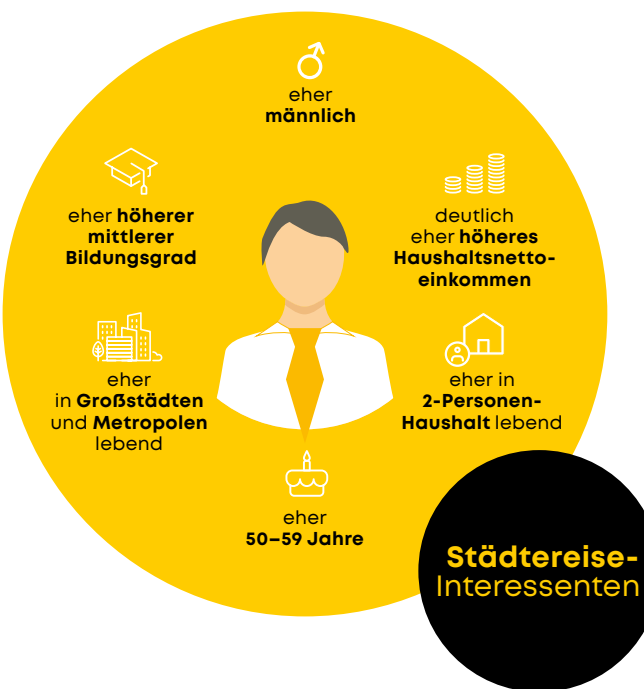 eher
männlich
eher höherer
mittlerer
Bildungsgrad
deutlich
eher höheres
Haushaltsnetto-
einkommen
eher
in Großstädten
und Metropolen
lebend
eher in
2-Personen-
Haushalt lebend
eher
50–59 Jahre
Städtereise-
Interessenten